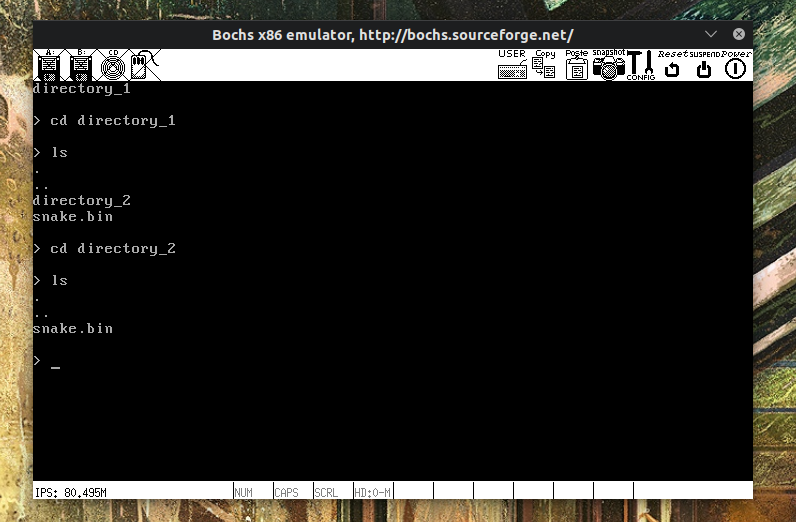 Bochs x86 emulator, http://bochs.sourceforge.net/
A: B: CD USER Copy Paste snapshot CONFIG Reset SUSPEND Power
directory_1
> cd directory_1
> ls
.
..
directory_2
snake.bin
> cd directory_2
> ls
.
..
snake.bin
> _
IPS: 80.495M NUM CAPS SCRL HD:0-M